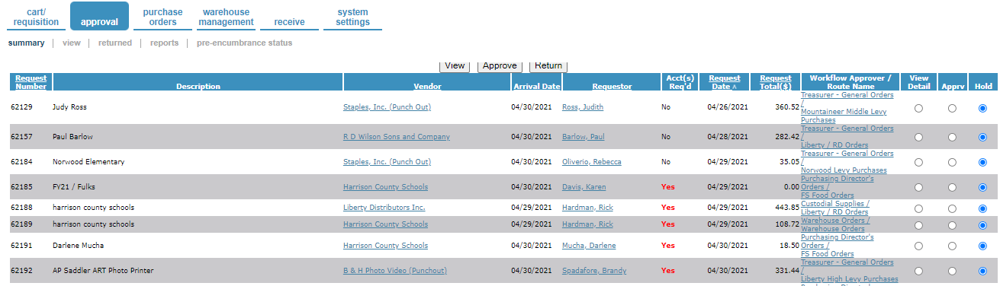 cart/ requisition approval purchase orders warehouse management receive system settings
summary | view | returned | reports | pre-encumbrance status
View Approve Return
Request Number Description Vendor Arrival Date Requestor Acct(s) Req'd Request Date ∧ Request Total($) Workflow Approver / Route Name View Detail Apprv Hold
62129 Judy Ross Staples, Inc. (Punch Out) 04/30/2021 Ross, Judith No 04/26/2021 360.52 Treasurer - General Orders / Mountaineer Middle Levy Purchases
62157 Paul Barlow R D Wilson Sons and Company 04/30/2021 Barlow, Paul No 04/28/2021 282.42 Treasurer - General Orders / Liberty / RD Orders
62184 Norwood Elementary Staples, Inc. (Punch Out) 04/30/2021 Oliverio, Rebecca No 04/29/2021 35.05 Treasurer - General Orders / Norwood Levy Purchases
62185 FY21 / Fulks Harrison County Schools 04/30/2021 Davis, Karen Yes 04/29/2021 0.00 Purchasing Director's Orders / FS Food Orders
62188 harrison county schools Liberty Distributors Inc. 04/29/2021 Hardman, Rick Yes 04/29/2021 443.85 Custodial Supplies / Liberty / RD Orders
62189 harrison county schools Harrison County Schools 04/29/2021 Hardman, Rick Yes 04/29/2021 108.72 Warehouse Orders / Warehouse Orders
62191 Darlene Mucha Harrison County Schools 04/30/2021 Mucha, Darlene Yes 04/30/2021 18.50 Purchasing Director's Orders / FS Food Orders
62192 AP Saddler ART Photo Printer B & H Photo Video (Punchout) 04/30/2021 Spadafore, Brandy Yes 04/30/2021 331.44 Treasurer - General Orders / Liberty High Levy Purchases